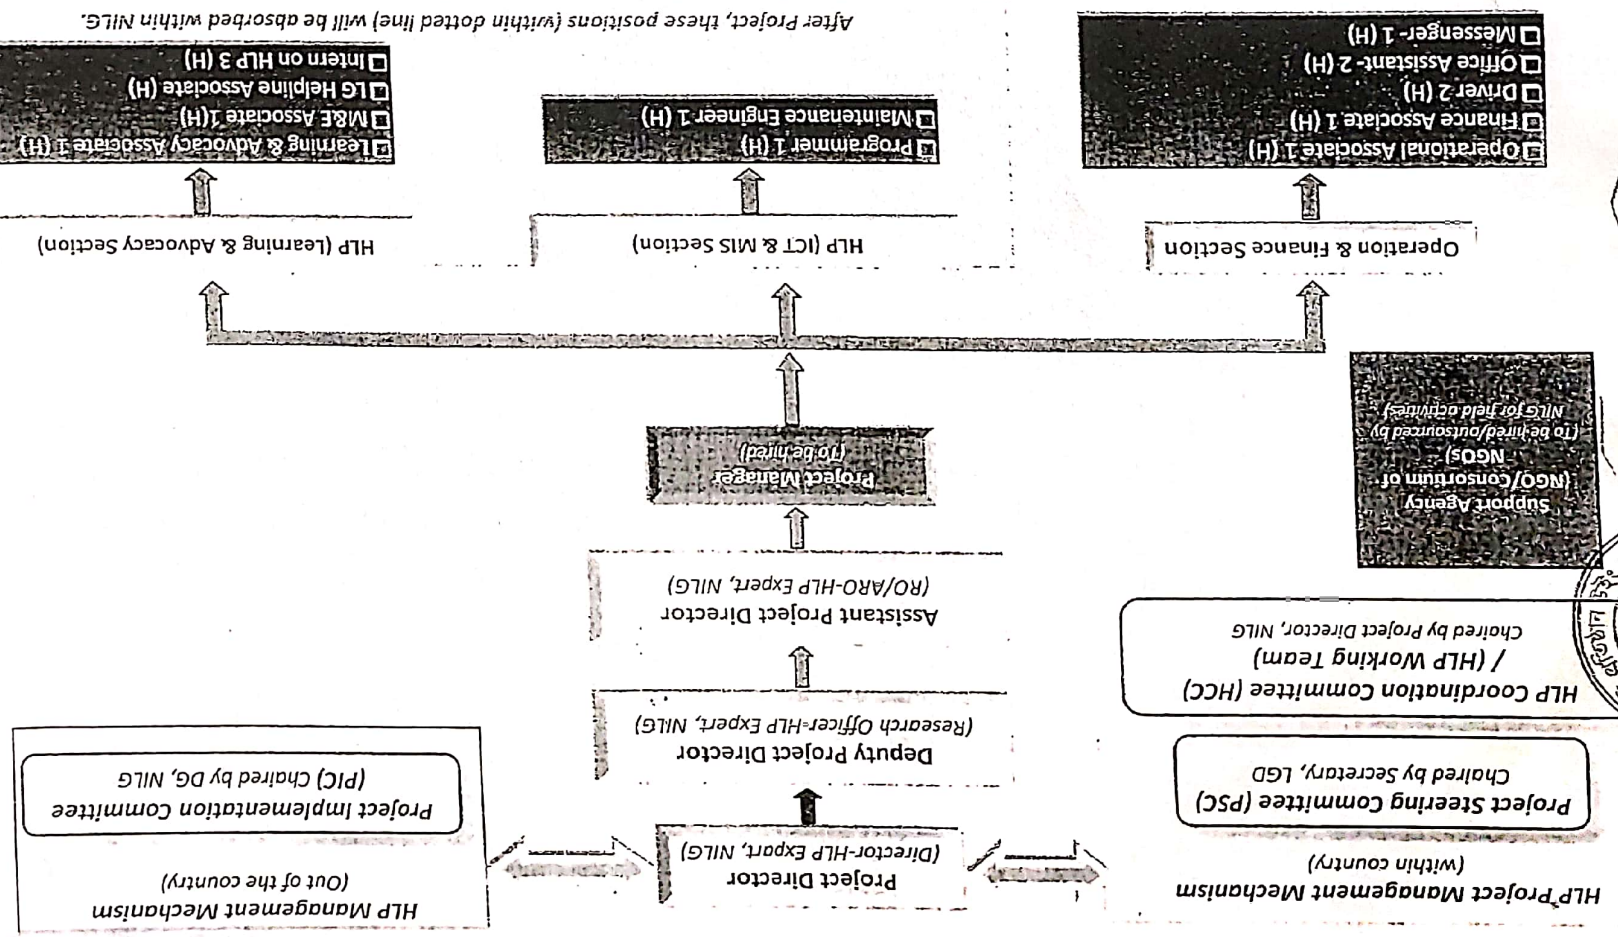 HLP Project Management Mechanism
(within country)
Project Steering Committee (PSC)
Chaired by Secretary, LGD
HLP Coordination Committee (HCC)
/ (HLP Working Team)
Chaired by Project Director, NILG
Support Agency
(NGO/Consortium of
NGOs)
(To be hired/outsourced by
NILG for field activities)
Project Director
(Director-HLP Expart, NILG)
Deputy Project Director
(Research Officer-HLP Expert, NILG)
Assistant Project Director
(RO/ARO-HLP Expert, NILG)
Project Manager
(To be hired)
HLP Management Mechanism
(Out of the country)
Project Implementation Committee
(PIC) Chaired by DG, NILG
Operation & Finance Section
Operational Associate 1 (H)
Finance Associate 1 (H)
Driver 2 (H)
Office Assistant- 2 (H)
Messenger- 1 (H)
HLP (ICT & MIS Section)
Programmer 1 (H)
Maintenance Engineer 1 (H)
HLP (Learning & Advocacy Section)
Learning & Advocacy Associate 1 (H)
M&E Associate 1(H)
LG Helpline Associate (H)
Intern on HLP 3 (H)
After Project, these positions (within dotted line) will be absorbed within NILG.